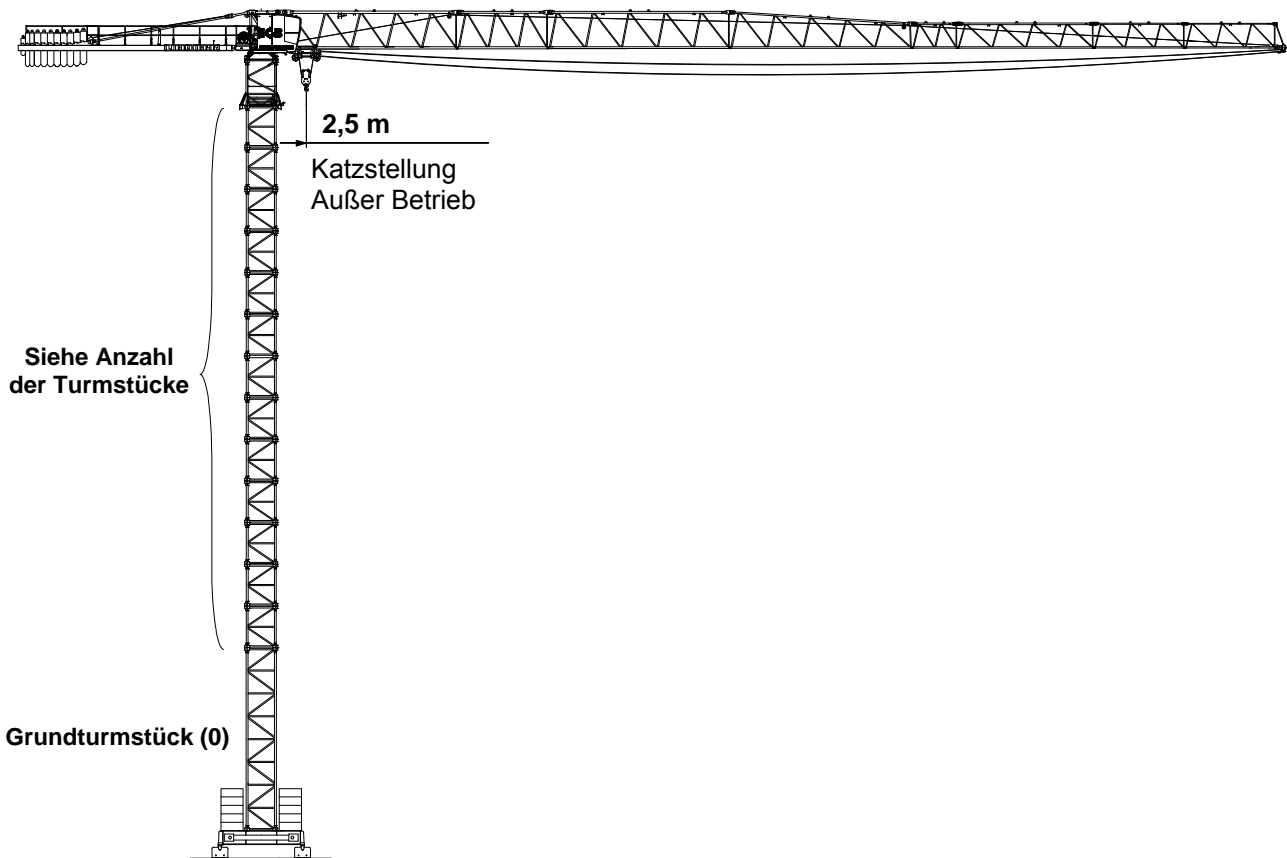 2,5 m
Katzstellung
Außer Betrieb
Siehe Anzahl
der Turmstücke
Grundturmstück (0)